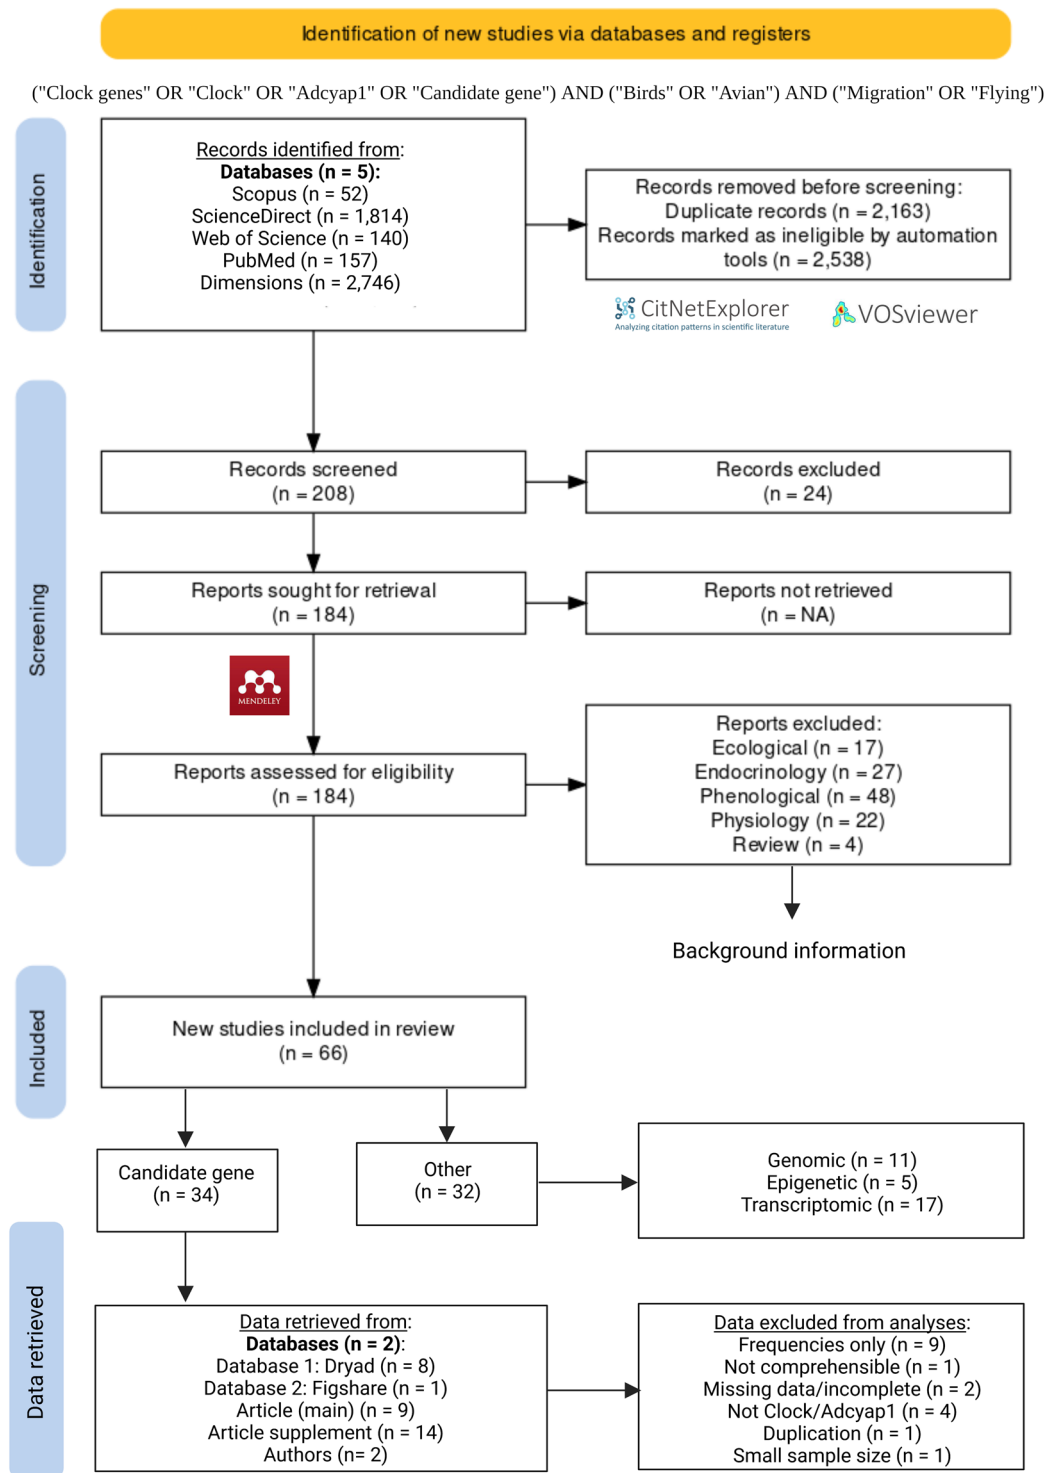 Identification of new studies via databases and registers
("Clock genes" OR "Clock" OR "Adcyap1" OR "Candidate gene") AND ("Birds" OR "Avian") AND ("Migration" OR "Flying")
Identification
Records identified from:
Databases (n = 5):
Scopus (n = 52)
ScienceDirect (n = 1,814)
Web of Science (n = 140)
PubMed (n = 157)
Dimensions (n = 2,746)
Records removed before screening:
Duplicate records (n = 2,163)
Records marked as ineligible by automation
tools (n = 2,538)
CitNetExplorer
Analyzing citation patterns in scientific literature
VOSviewer
Screening
Records screened
(n = 208)
Records excluded
(n = 24)
Reports sought for retrieval
(n = 184)
Reports not retrieved
(n = NA)
MENDELEY
Reports assessed for eligibility
(n = 184)
Reports excluded:
Ecological (n = 17)
Endocrinology (n = 27)
Phenological (n = 48)
Physiology (n = 22)
Review (n = 4)
Background information
Included
New studies included in review
(n = 66)
Candidate gene
(n = 34)
Other
(n = 32)
Genomic (n = 11)
Epigenetic (n = 5)
Transcriptomic (n = 17)
Data retrieved
Data retrieved from:
Databases (n = 2):
Database 1: Dryad (n = 8)
Database 2: Figshare (n = 1)
Article (main) (n = 9)
Article supplement (n = 14)
Authors (n= 2)
Data excluded from analyses:
Frequencies only (n = 9)
Not comprehensible (n = 1)
Missing data/incomplete (n = 2)
Not Clock/Adcyap1 (n = 4)
Duplication (n = 1)
Small sample size (n = 1)